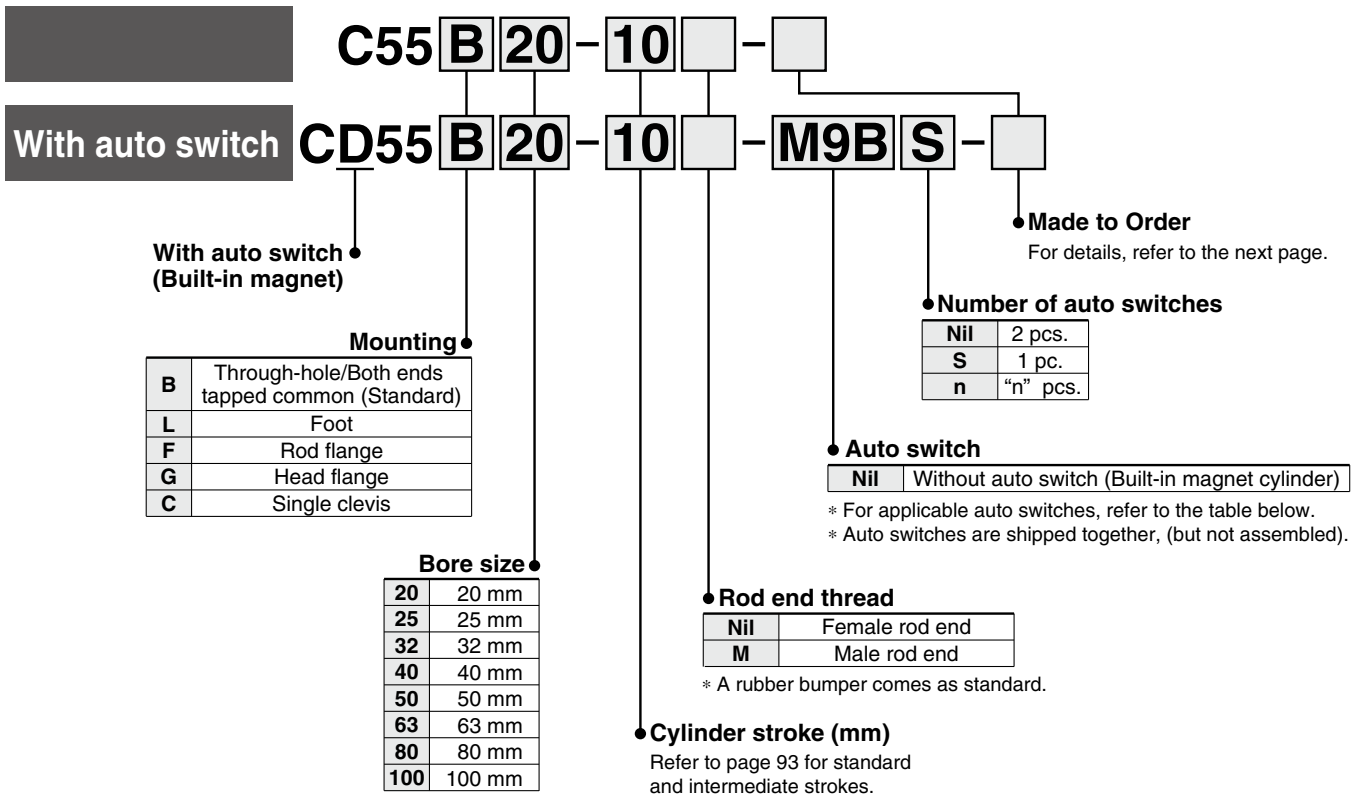 C55 B 20 - 10 -
With auto switch CD55 B 20 - 10 - M9B S -
Made to Order
For details, refer to the next page.
With auto switch
(Built-in magnet)
Number of auto switches
Nil 2 pcs.
S 1 pc.
n “n” pcs.
Mounting
B Through-hole/Both ends
tapped common (Standard)
L Foot
F Rod flange
G Head flange
C Single clevis
Auto switch
Nil Without auto switch (Built-in magnet cylinder)
* For applicable auto switches, refer to the table below.
* Auto switches are shipped together, (but not assembled).
Bore size
20 20 mm
25 25 mm
32 32 mm
40 40 mm
50 50 mm
63 63 mm
80 80 mm
100 100 mm
Rod end thread
Nil Female rod end
M Male rod end
* A rubber bumper comes as standard.
Cylinder stroke (mm)
Refer to page 93 for standard
and intermediate strokes.